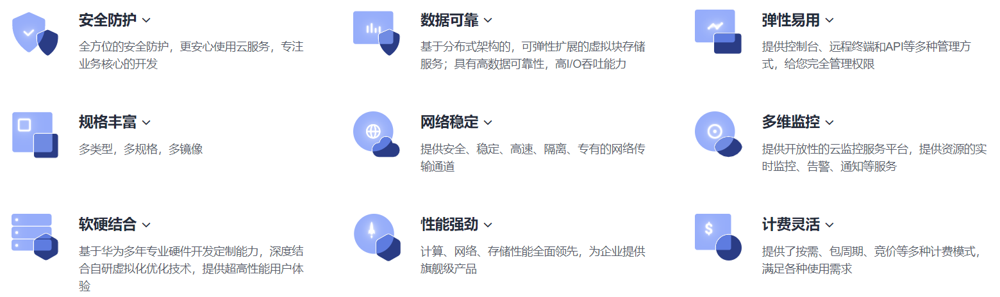 安全防护
全方位的安全防护，更安心使用云服务，专注
业务核心的开发
数据可靠
基于分布式架构的，可弹性扩展的虚拟块存储
服务；具有高数据可靠性，高I/O吞吐能力
弹性易用
提供控制台、远程终端和API等多种管理方
式，给您完全管理权限
规格丰富
多类型，多规格，多镜像
网络稳定
提供安全、稳定、高速、隔离、专有的网络传
输通道
多维监控
提供开放性的云监控服务平台，提供资源的实
时监控、告警、通知等服务
软硬结合
基于华为多年专业硬件开发定制能力，深度结
合自研虚拟化优化技术，提供超高性能用户体
验
性能强劲
计算、网络、存储性能全面领先，为企业提供
旗舰级产品
计费灵活
提供了按需、包周期、竞价等多种计费模式，
满足各种使用需求